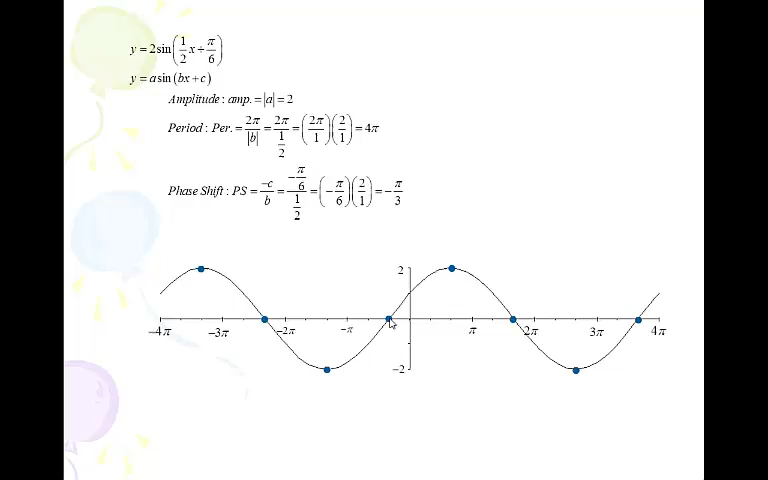 y = 2sin(1/2 x + π/6)
y = a sin(bx + c)
Amplitude : amp. = |a| = 2
Period : Per. = 2π/|b| = 2π/(1/2) = (2π/1)(2/1) = 4π
Phase Shift : PS = −c/b = (−π/6)/(1/2) = (−π/6)(2/1) = −π/3
2
−4π −3π −2π −π π 2π 3π 4π
−2